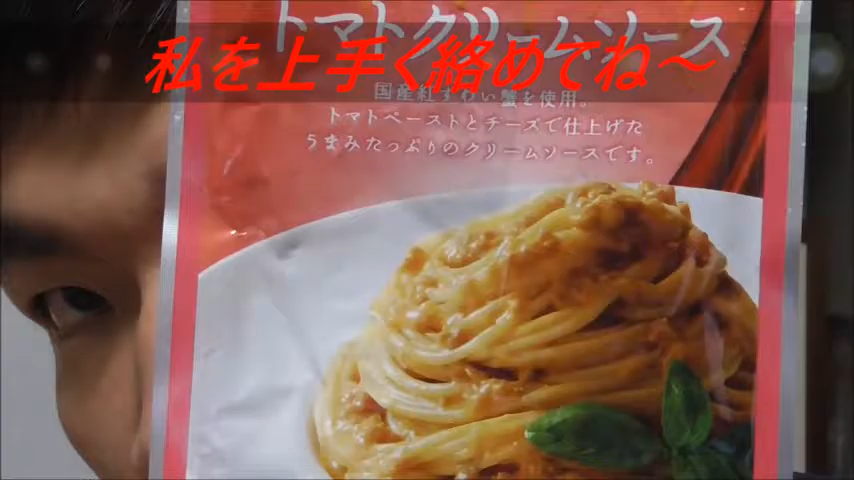 トマトクリームソース
私を上手く絡めてね～
国産紅ずわい蟹を使用。
トマトペーストとチーズで仕上げた
うまみたっぷりのクリームソースです。